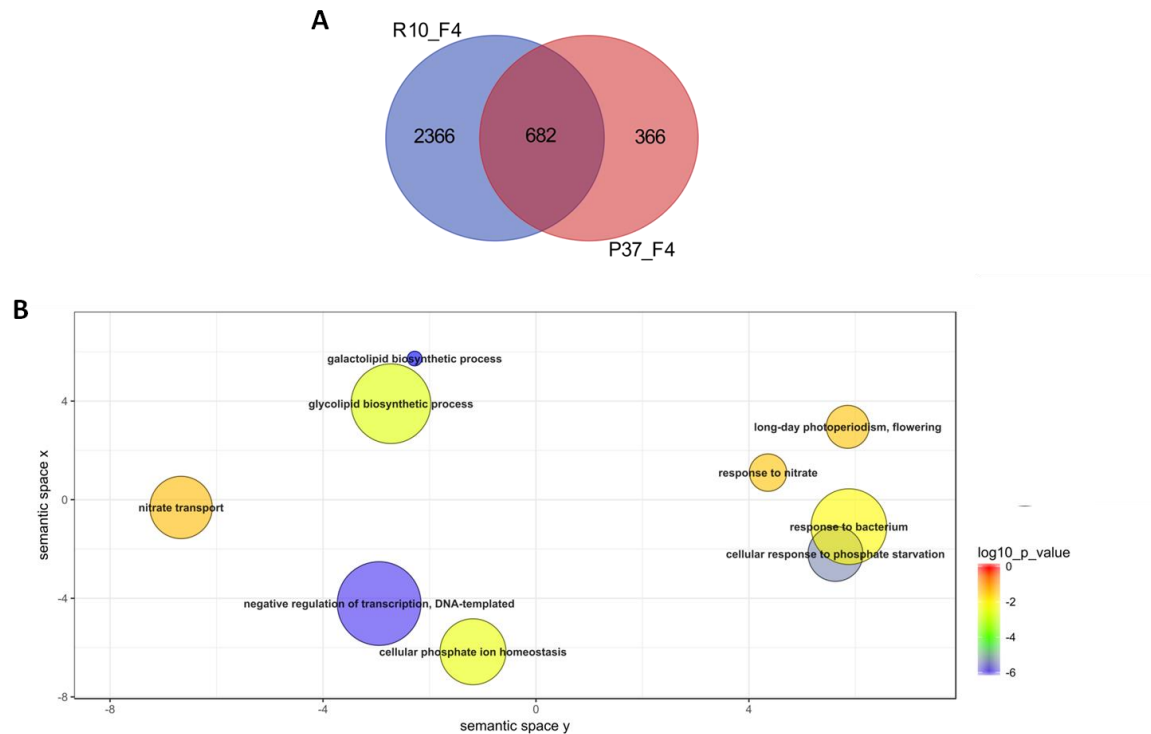 A
R10_F4
2366
682
366
P37_F4
B
galactolipid biosynthetic process
glycolipid biosynthetic process
long-day photoperiodism, flowering
response to nitrate
nitrate transport
response to bacterium
cellular response to phosphate starvation
negative regulation of transcription, DNA-templated
cellular phosphate ion homeostasis
semantic space x
4
0
-4
-8
-8
-4
0
4
semantic space y
log10_p_value
0
-2
-4
-6